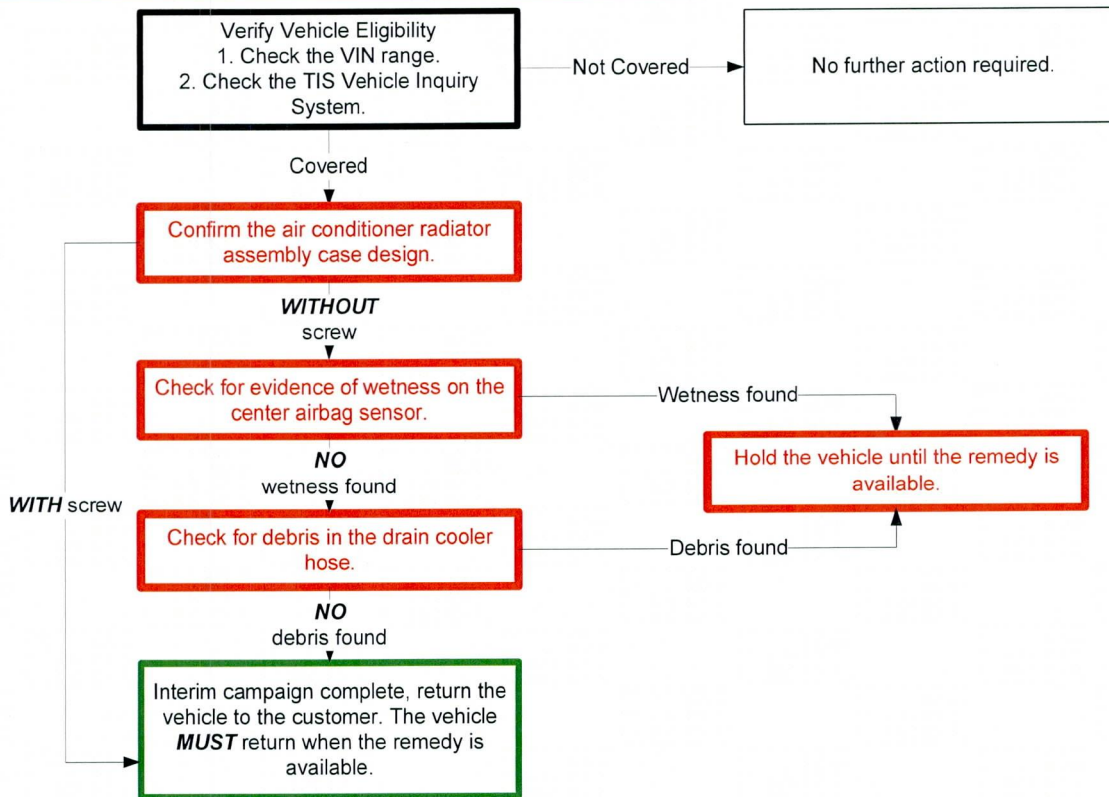 Verify Vehicle Eligibility
1. Check the VIN range.
2. Check the TIS Vehicle Inquiry
System.
Not Covered
No further action required.
Covered
Confirm the air conditioner radiator
assembly case design.
WITHOUT
screw
Check for evidence of wetness on the
center airbag sensor.
Wetness found
Hold the vehicle until the remedy is
available.
NO
wetness found
WITH screw
Check for debris in the drain cooler
hose.
Debris found
NO
debris found
Interim campaign complete, return the
vehicle to the customer. The vehicle
MUST return when the remedy is
available.